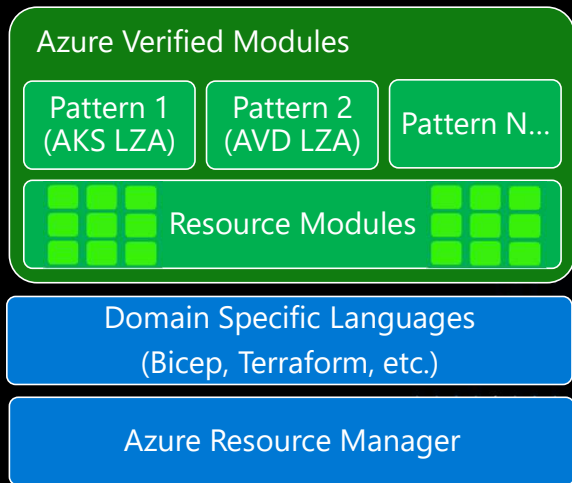 Azure Verified Modules
Pattern 1
(AKS LZA)
Pattern 2
(AVD LZA)
Pattern N...
Resource Modules
Domain Specific Languages
(Bicep, Terraform, etc.)
Azure Resource Manager